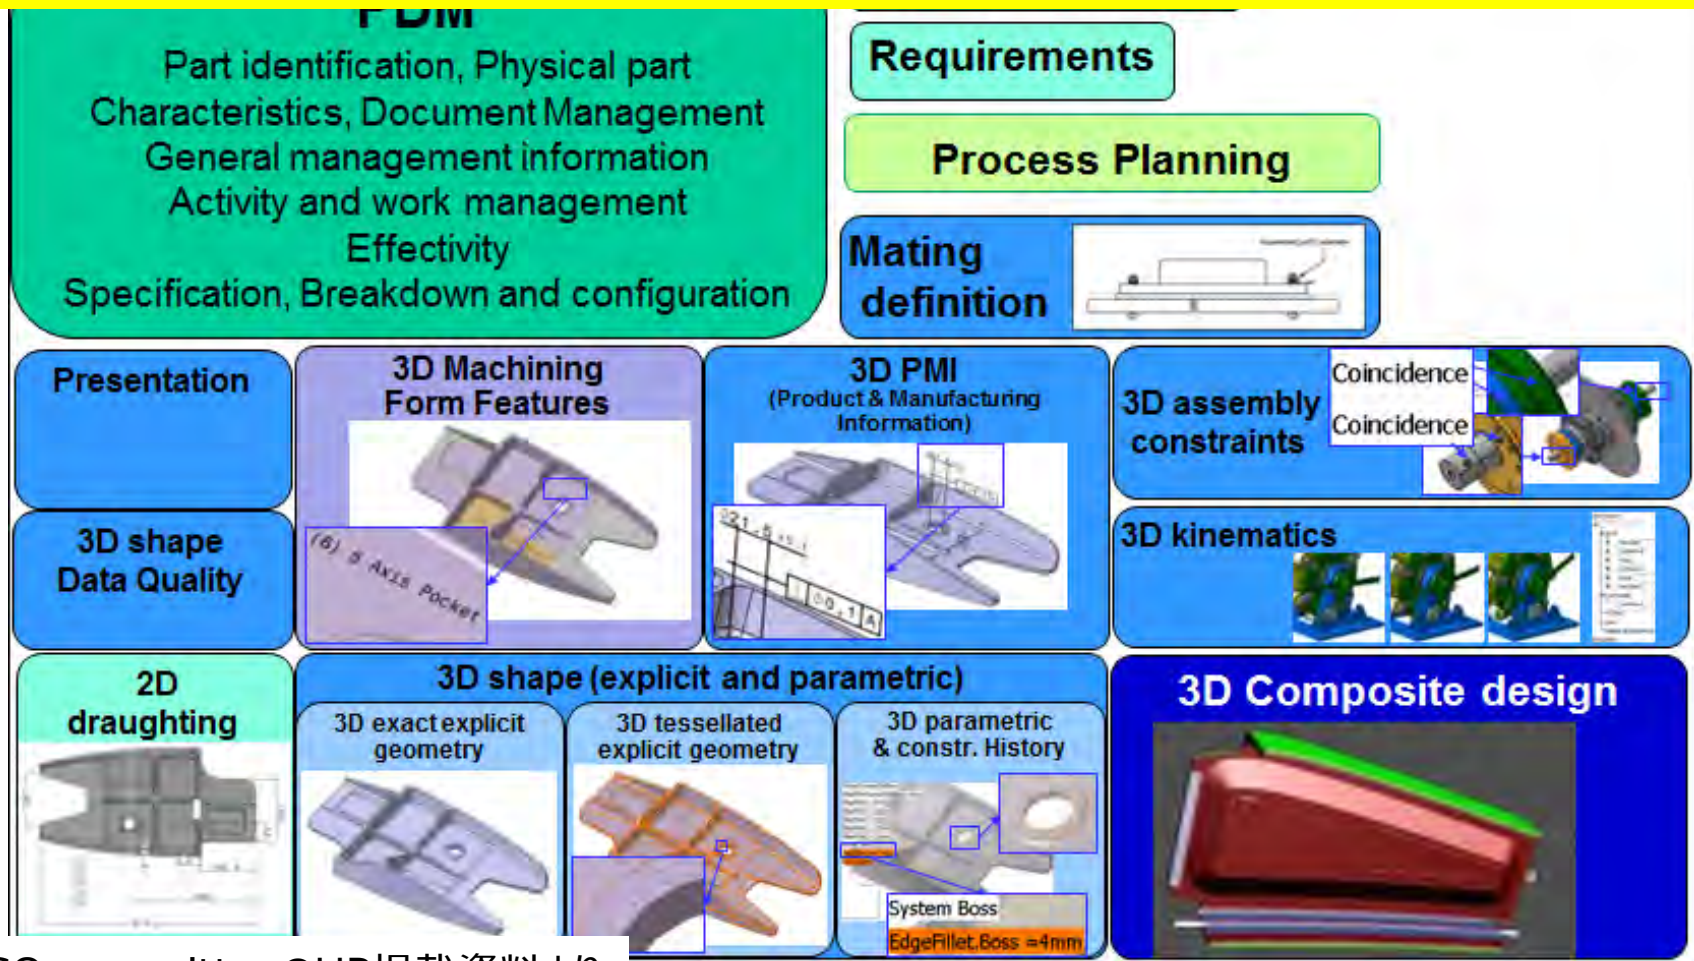 PDM
Part identification, Physical part
Characteristics, Document Management
General management information
Activity and work management
Effectivity
Specification, Breakdown and configuration
Requirements
Process Planning
Mating
definition
Presentation
3D shape
Data Quality
3D Machining
Form Features
(6) 5 Axis Pocket
3D PMI
(Product & Manufacturing
Information)
3D assembly
constraints
Coincidence
Coincidence
3D kinematics
2D
draughting
3D shape (explicit and parametric)
3D exact explicit
geometry
3D tessellated
explicit geometry
3D parametric
& constr. History
System Boss
EdgeFillet.Boss =4mm
3D Composite design